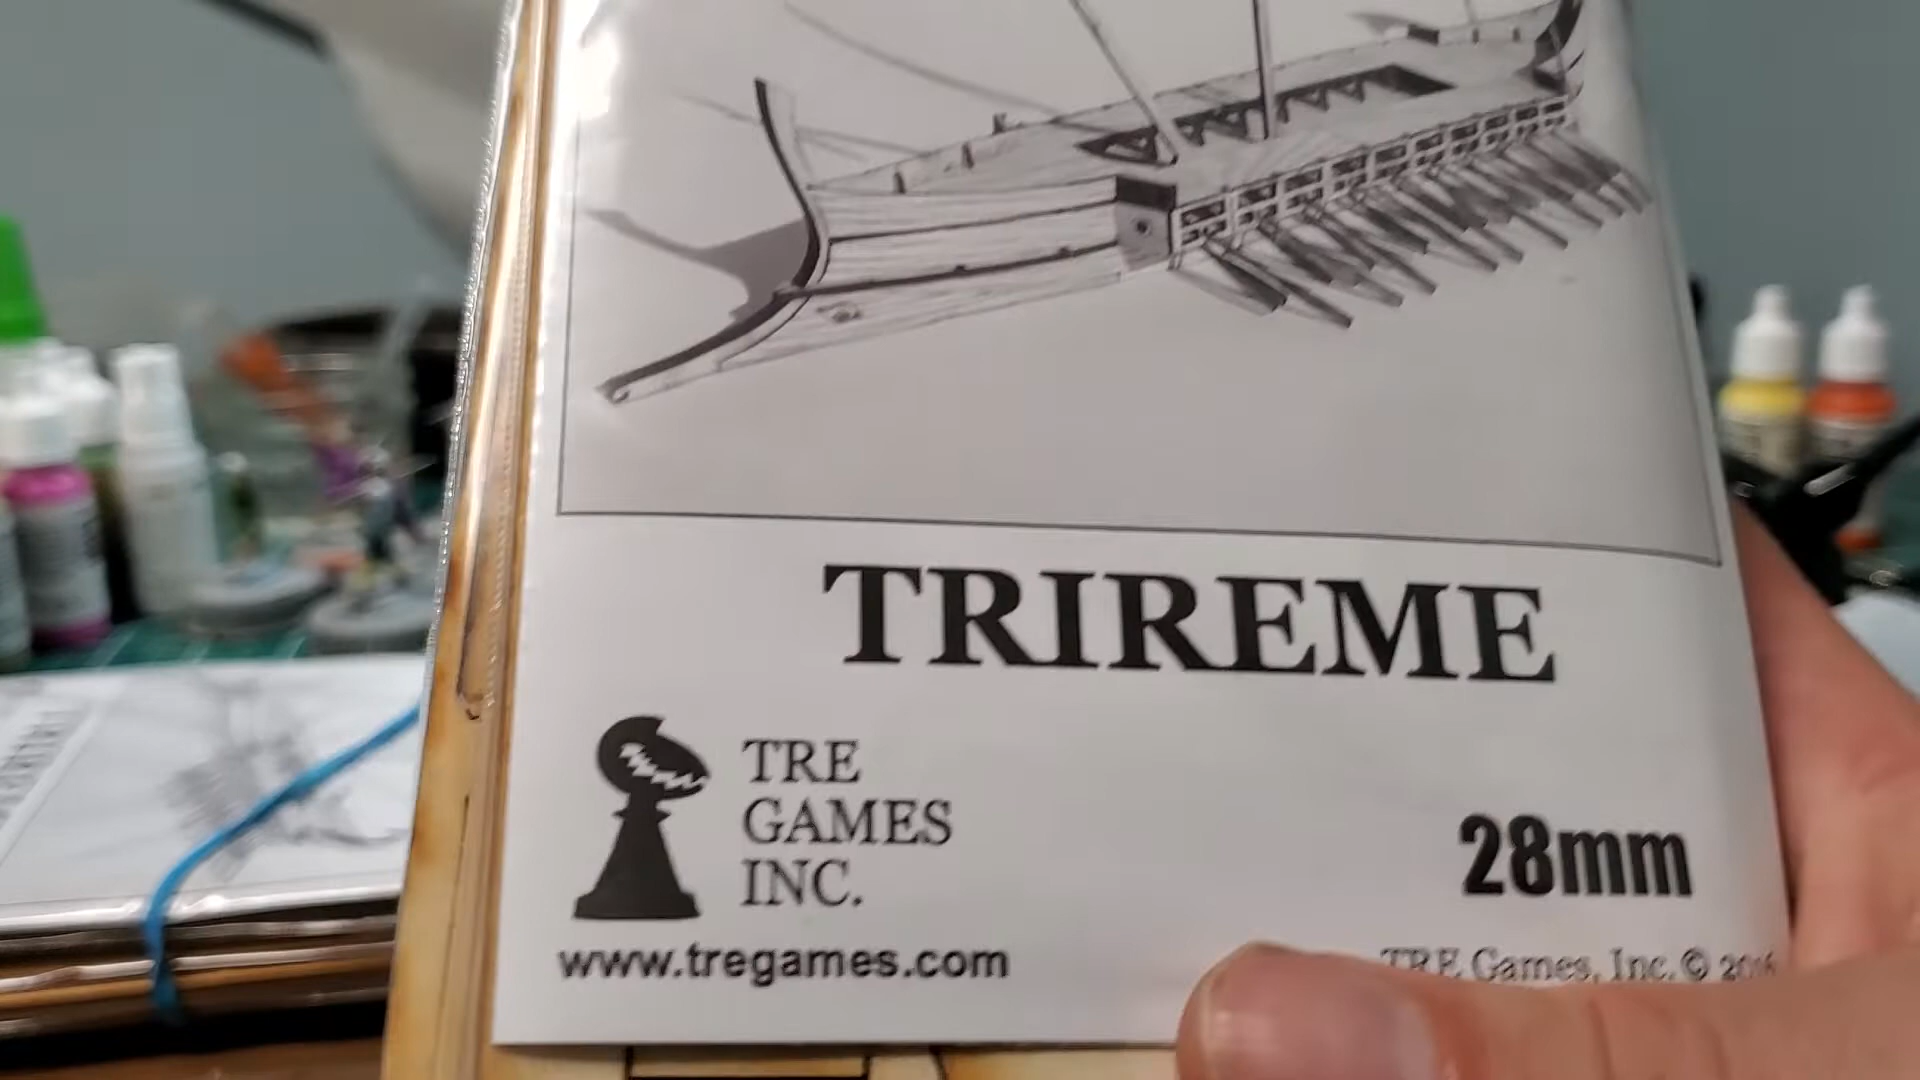 TRIREME
TRE
GAMES
INC.
28mm
www.tregames.com
TRE Games, Inc. ©